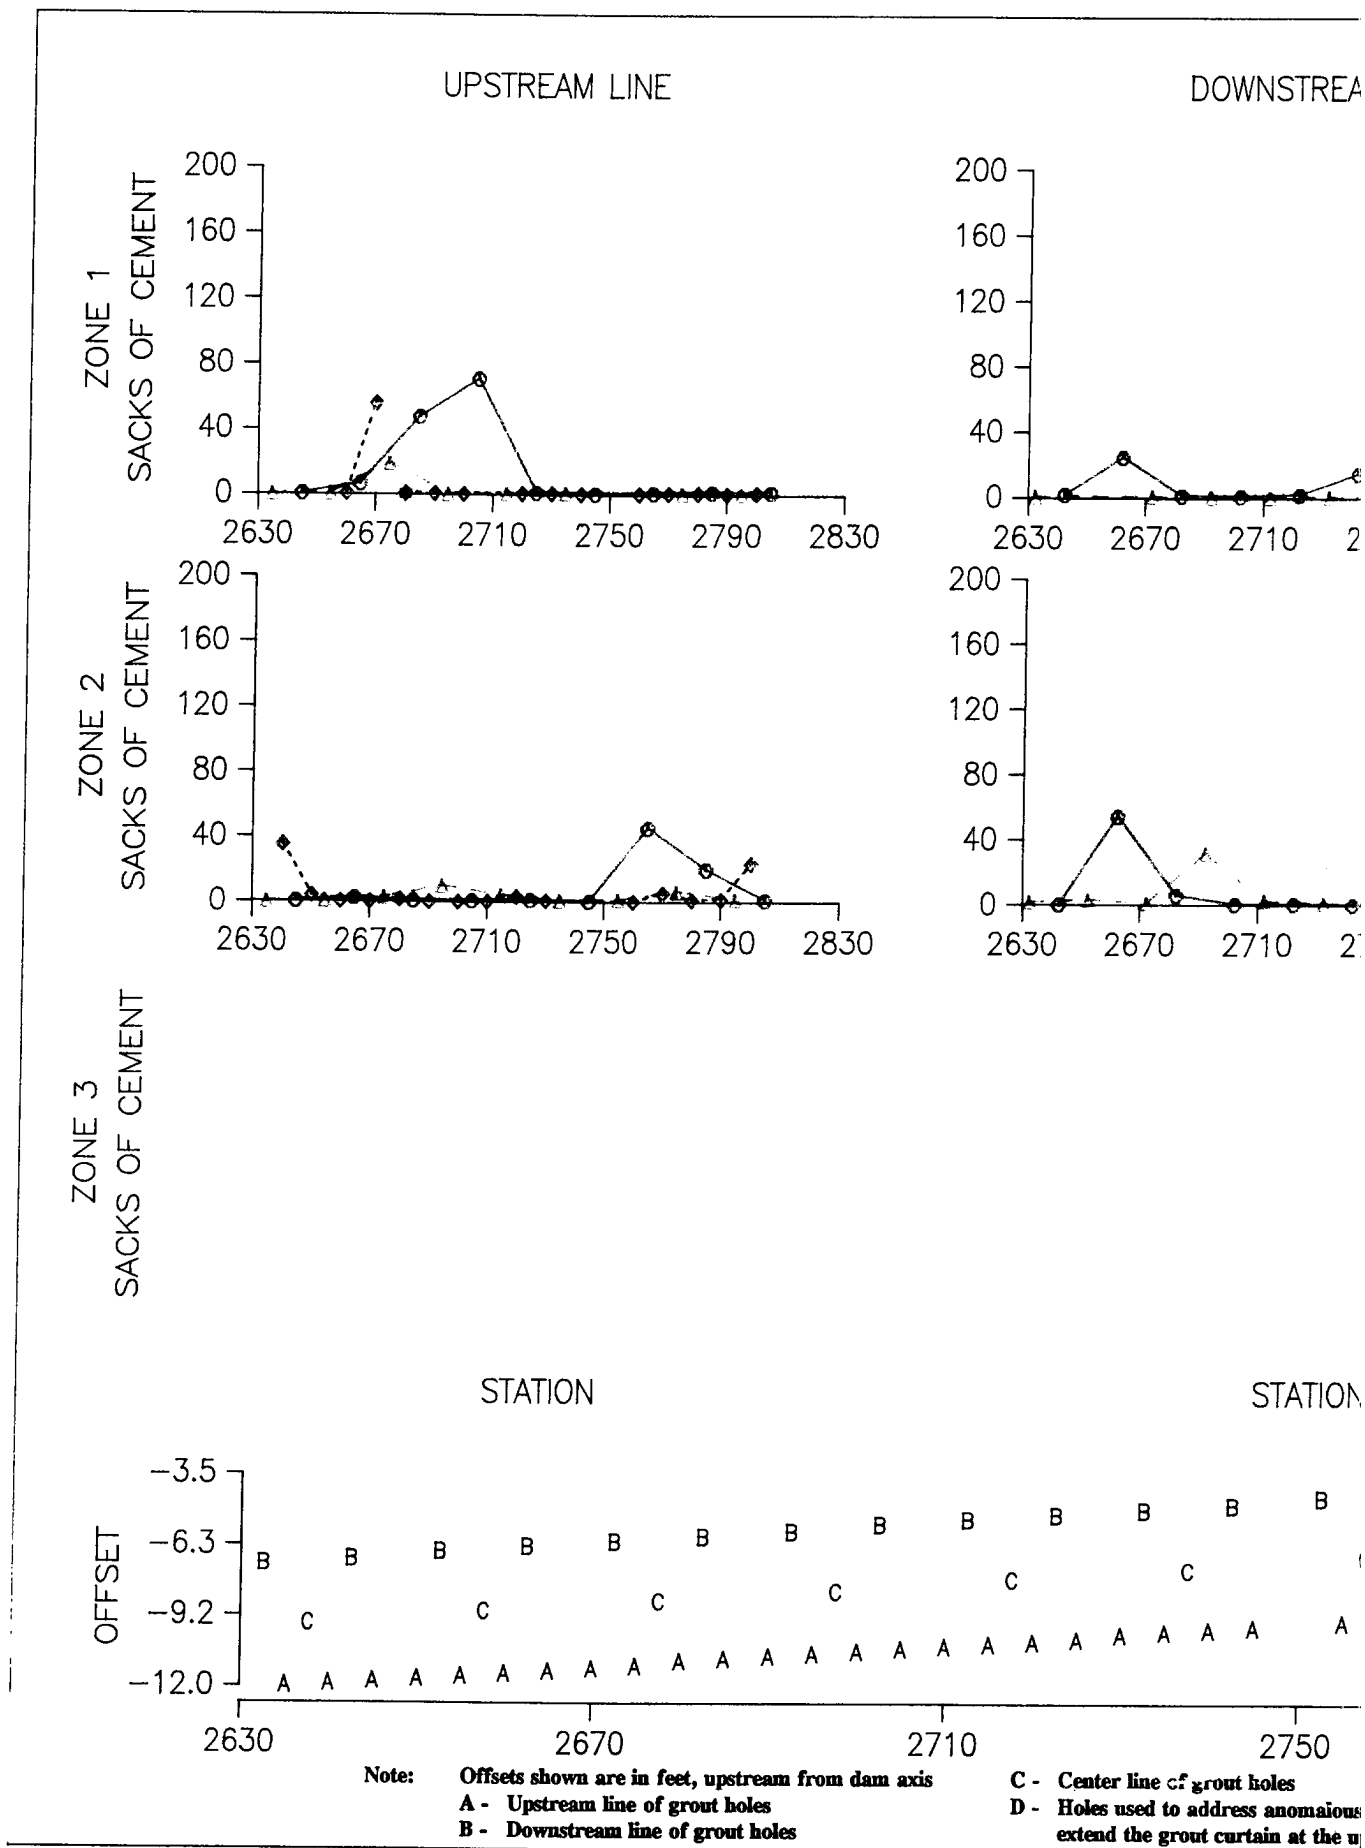 UPSTREAM LINE
DOWNSTREA
ZONE 1
SACKS OF CEMENT
200
160
120
80
40
0
2630 2670 2710 2750 2790 2830
200
160
120
80
40
0
2630 2670 2710 2
ZONE 2
SACKS OF CEMENT
200
160
120
80
40
0
2630 2670 2710 2750 2790 2830
200
160
120
80
40
0
2630 2670 2710
ZONE 3
SACKS OF CEMENT
STATION
STATION
OFFSET
-3.5
-6.3
-9.2
-12.0
B B B B B B B B B B B B B
C C C C C C
A A A A A A A A A A A A A A A A A A A A A A A A
2630 2670 2710 2750
Note: Offsets shown are in feet, upstream from dam axis
A - Upstream line of grout holes
B - Downstream line of grout holes
C - Center line of grout holes
D - Holes used to address anomalous
extend the grout curtain at the up